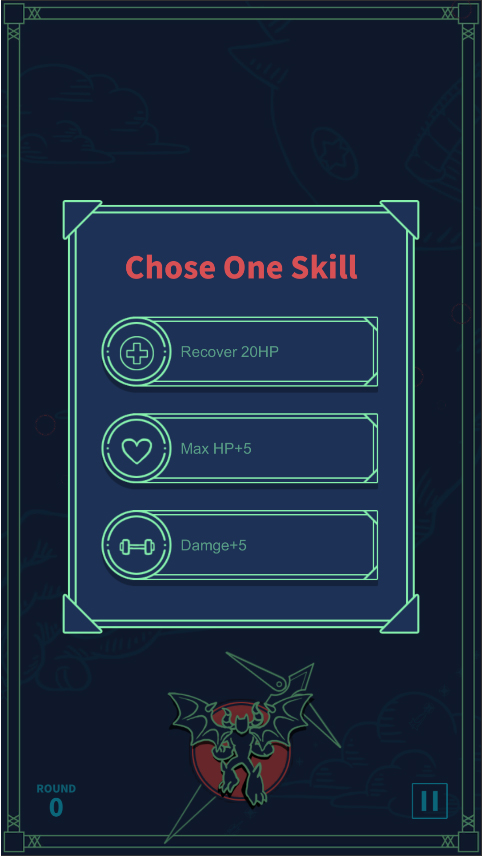 Chose One Skill
Recover 20HP
Max HP+5
Damge+5
ROUND
0